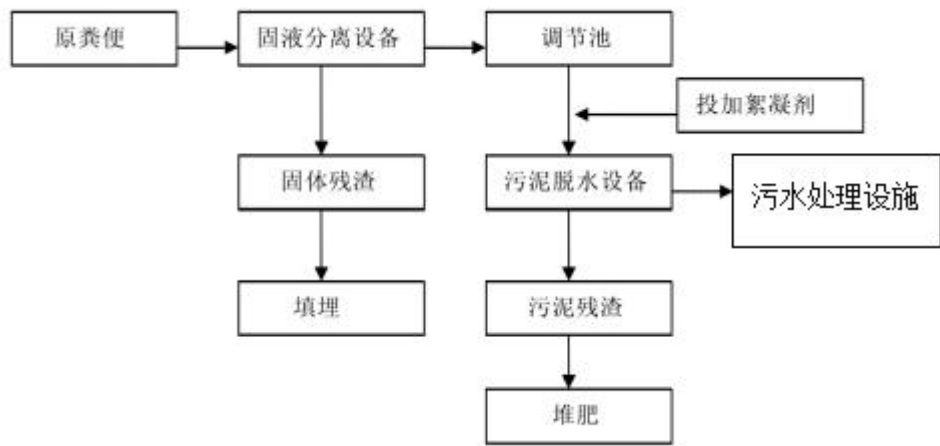 原粪便
固液分离设备
调节池
投加絮凝剂
固体残渣
污泥脱水设备
污水处理设施
填埋
污泥残渣
堆肥